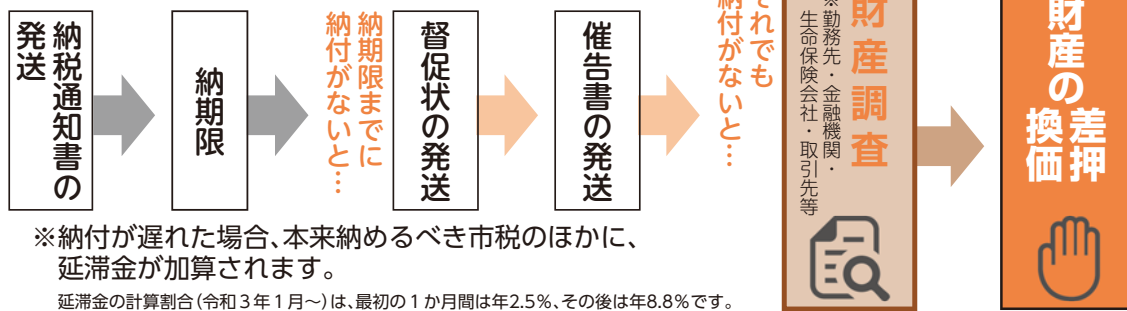 納税通知書の
発送
納期限
納期限までに
納付がないと…
督促状の発送
催告書の発送
それでも
納付がないと…
財産調査
※勤務先・金融機関・
生命保険会社・取引先等
財産の
差押
換価
※納付が遅れた場合、本来納めるべき市税のほかに、
延滞金が加算されます。
延滞金の計算割合(令和3年1月~)は、最初の1か月間は年2.5%、その後は年8.8%です。